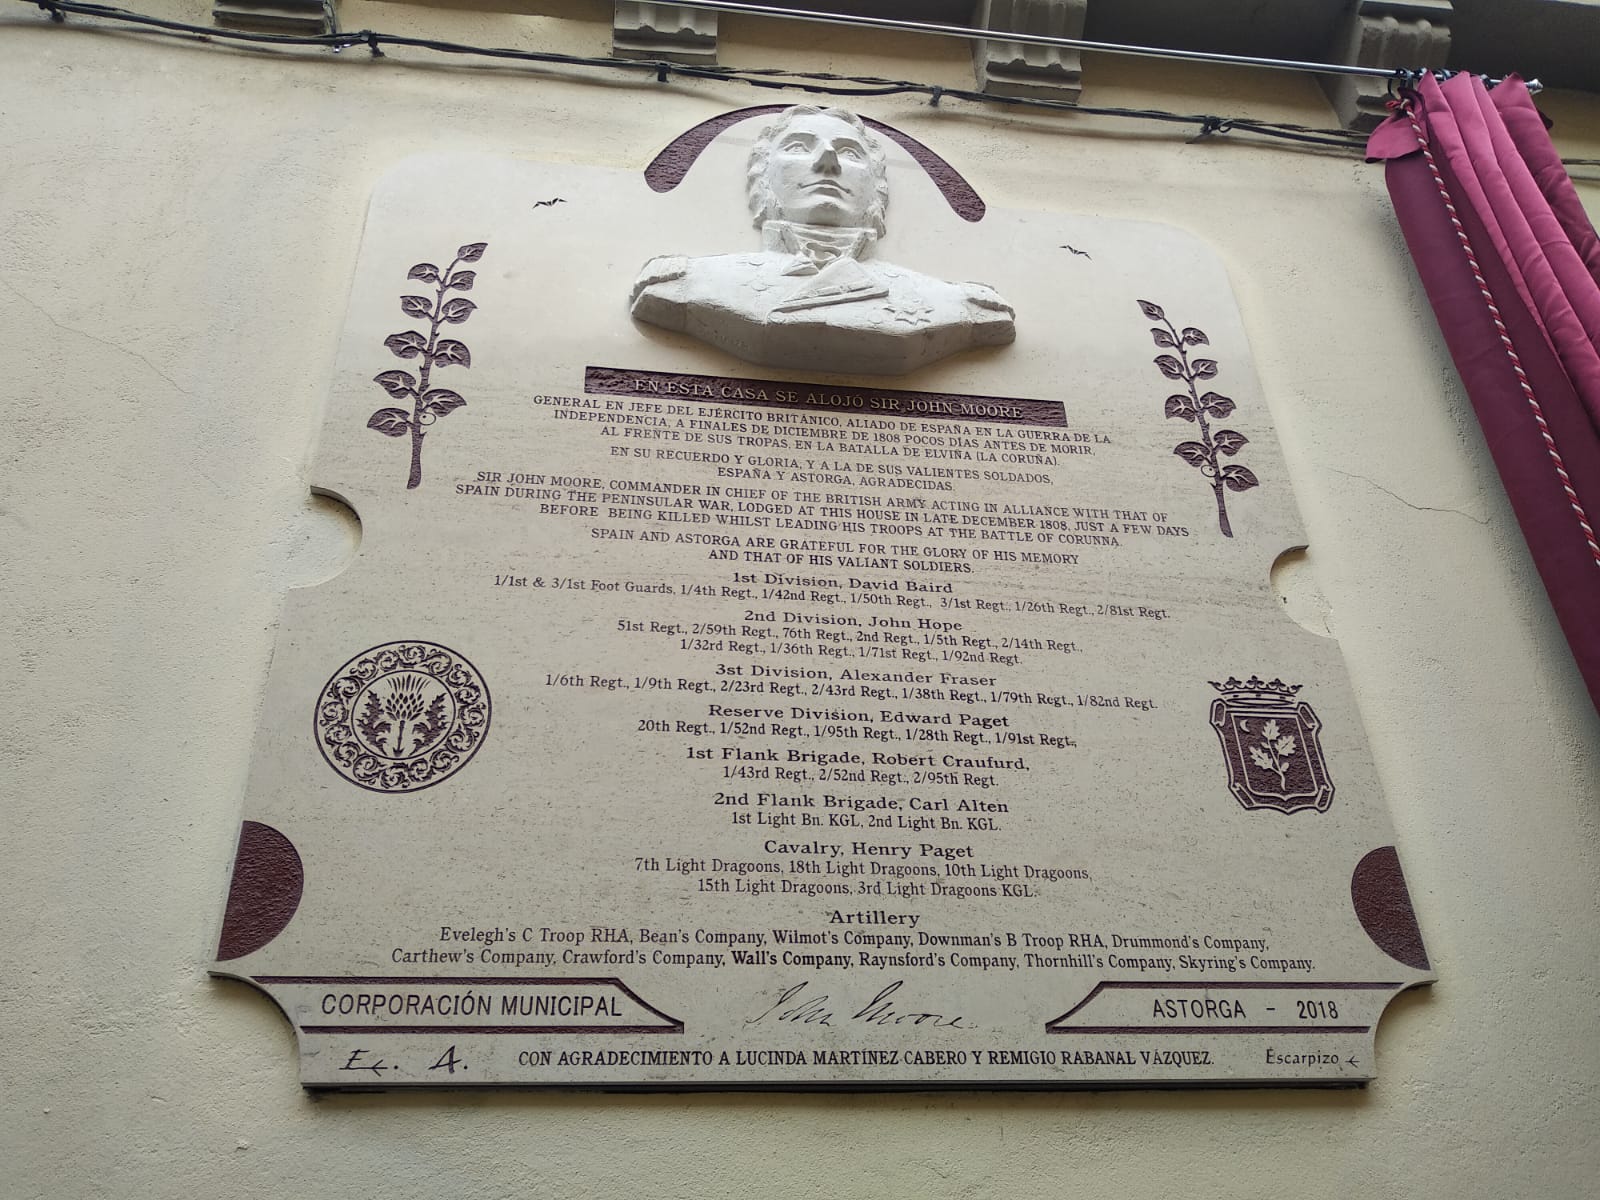 EN ESTA CASA SE ALOJÓ SIR JOHN MOORE
GENERAL EN JEFE DEL EJÉRCITO BRITÁNICO, ALIADO DE ESPAÑA EN LA GUERRA DE LA
INDEPENDENCIA, A FINALES DE DICIEMBRE DE 1808 POCOS DÍAS ANTES DE MORIR,
AL FRENTE DE SUS TROPAS, EN LA BATALLA DE ELVIÑA (LA CORUÑA).
EN SU RECUERDO Y GLORIA, Y A LA DE SUS VALIENTES SOLDADOS,
ESPAÑA Y ASTORGA, AGRADECIDAS.
SIR JOHN MOORE, COMMANDER IN CHIEF OF THE BRITISH ARMY ACTING IN ALLIANCE WITH THAT OF
SPAIN DURING THE PENINSULAR WAR, LODGED AT THIS HOUSE IN LATE DECEMBER 1808, JUST A FEW DAYS
BEFORE BEING KILLED WHILST LEADING HIS TROOPS AT THE BATTLE OF CORUNNA.
SPAIN AND ASTORGA ARE GRATEFUL FOR THE GLORY OF HIS MEMORY
AND THAT OF HIS VALIANT SOLDIERS.
1st Division, David Baird
1/1st & 3/1st Foot Guards, 1/4th Regt., 1/42nd Regt., 1/50th Regt., 3/1st Regt., 1/26th Regt., 2/81st Regt.
2nd Division, John Hope
51st Regt., 2/59th Regt., 76th Regt., 2nd Regt., 1/5th Regt., 2/14th Regt.,
1/32rd Regt., 1/36th Regt., 1/71st Regt., 1/92nd Regt.
3st Division, Alexander Fraser
1/6th Regt., 1/9th Regt., 2/23rd Regt., 2/43rd Regt., 1/38th Regt., 1/79th Regt., 1/82nd Regt.
Reserve Division, Edward Paget
20th Regt., 1/52nd Regt., 1/95th Regt., 1/28th Regt., 1/91st Regt.,
1st Flank Brigade, Robert Craufurd,
1/43rd Regt., 2/52nd Regt., 2/95th Regt.
2nd Flank Brigade, Carl Alten
1st Light Bn. KGL, 2nd Light Bn. KGL.
Cavalry, Henry Paget
7th Light Dragoons, 18th Light Dragoons, 10th Light Dragoons,
15th Light Dragoons, 3rd Light Dragoons KGL.
Artillery
Evelegh's C Troop RHA, Bean's Company, Wilmot's Company, Downman's B Troop RHA, Drummond's Company,
Carthew's Company, Crawford's Company, Wall's Company, Raynsford's Company, Thornhill's Company, Skyring's Company.
CORPORACIÓN MUNICIPAL
John Moore.
ASTORGA - 2018
CON AGRADECIMIENTO A LUCINDA MARTÍNEZ CABERO Y REMIGIO RABANAL VÁZQUEZ.
Escarpizo